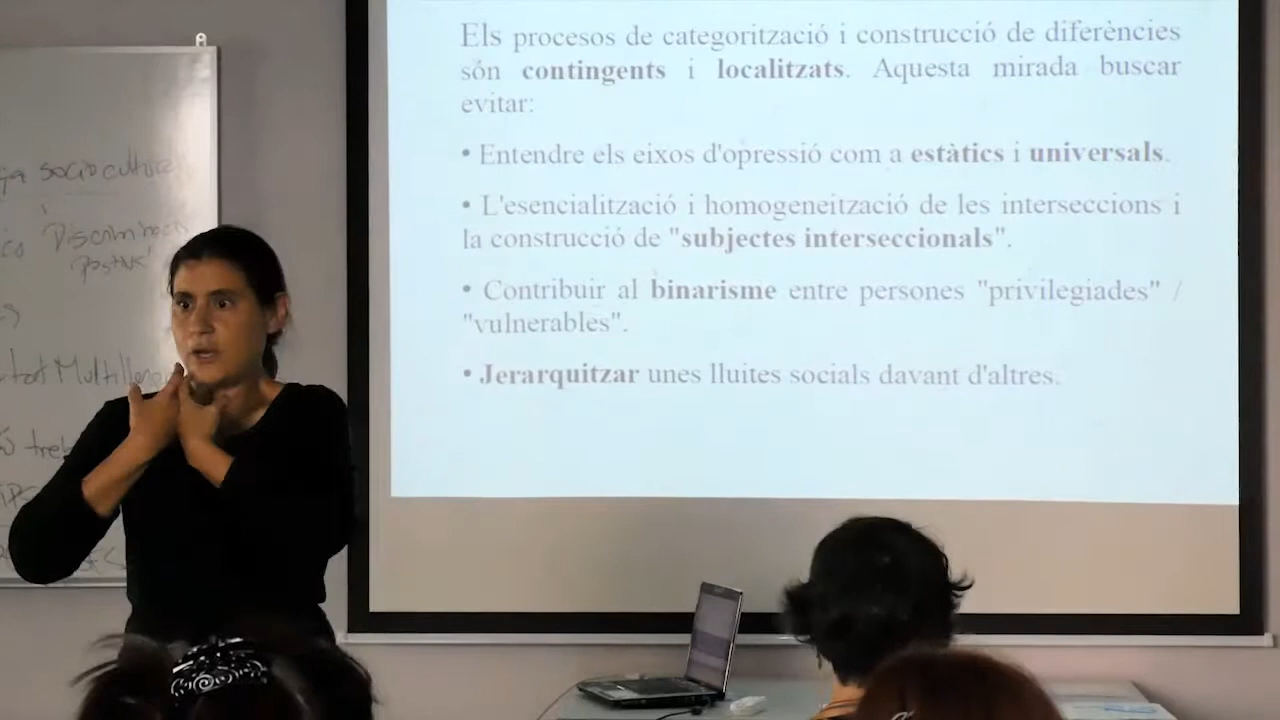 Els procesos de categorització i construcció de diferències
són contingents i localitzats. Aquesta mirada buscar
evitar:
• Entendre els eixos d'opressió com a estàtics i universals.
• L'esencialització i homogeneització de les interseccions i
la construcció de "subjectes interseccionals".
• Contribuir al binarisme entre persones "privilegiades" /
"vulnerables".
• Jerarquitzar unes lluites socials davant d'altres.